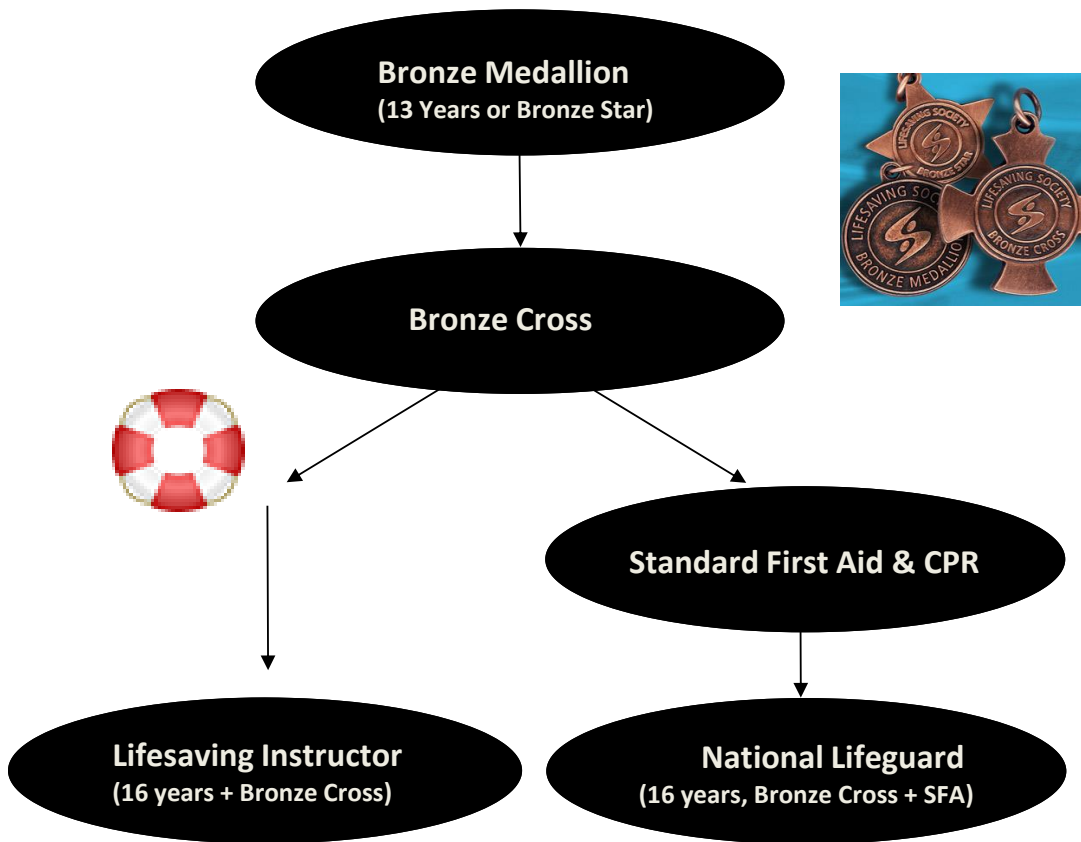 Bronze Medallion
(13 Years or Bronze Star)
LIFESAVING SOCIETY
BRONZE STAR
LIFESAVING SOC
BRONZE MEDALLION
LIFESAVING SOCIETY
BRONZE CROSS
Bronze Cross
Standard First Aid & CPR
Lifesaving Instructor
(16 years + Bronze Cross)
National Lifeguard
(16 years, Bronze Cross + SFA)